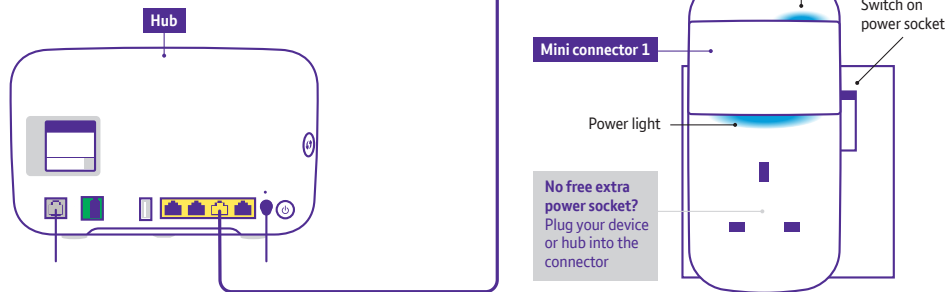 Hub
Switch on
power socket
Mini connector 1
Power light
No free extra
power socket?
Plug your device
or hub into the
connector